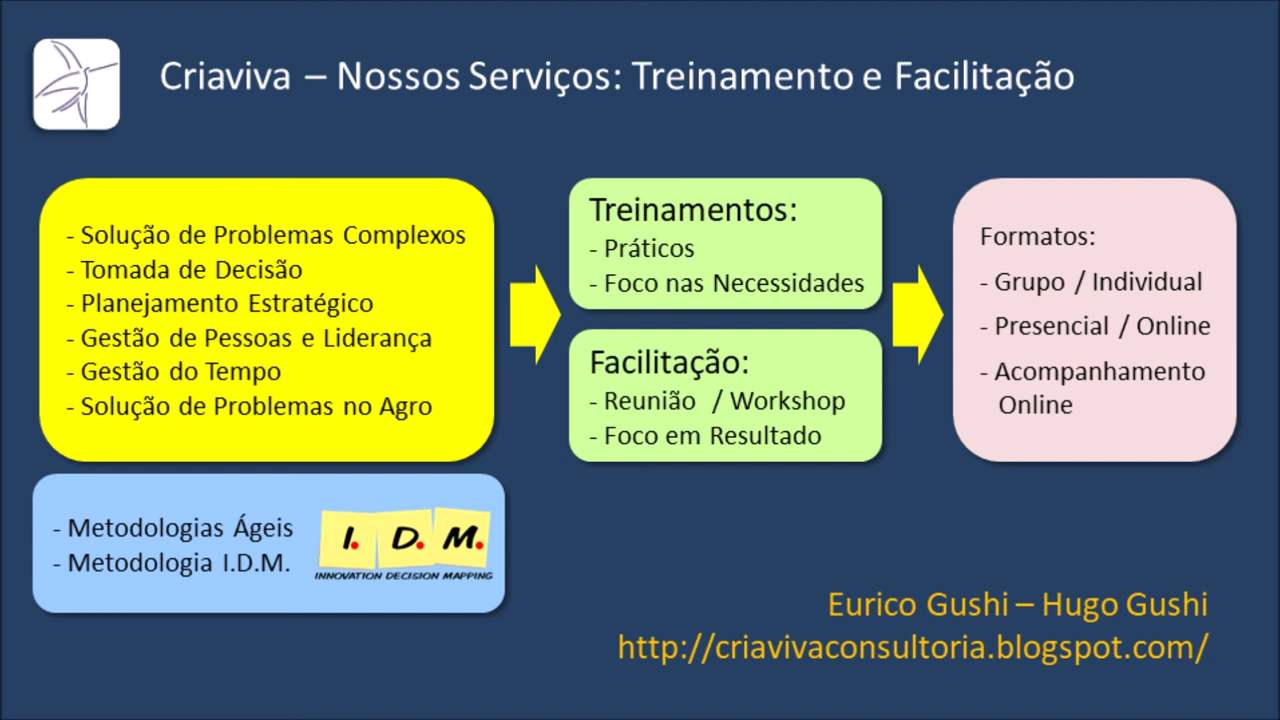 Criaviva – Nossos Serviços: Treinamento e Facilitação
- Solução de Problemas Complexos
- Tomada de Decisão
- Planejamento Estratégico
- Gestão de Pessoas e Liderança
- Gestão do Tempo
- Solução de Problemas no Agro
- Metodologias Ágeis
- Metodologia I.D.M.
I. D. M.
INNOVATION DECISION MAPPING
Treinamentos:
- Práticos
- Foco nas Necessidades
Facilitação:
- Reunião / Workshop
- Foco em Resultado
Formatos:
- Grupo / Individual
- Presencial / Online
- Acompanhamento
Online
Eurico Gushi – Hugo Gushi
http://criavivaconsultoria.blogspot.com/